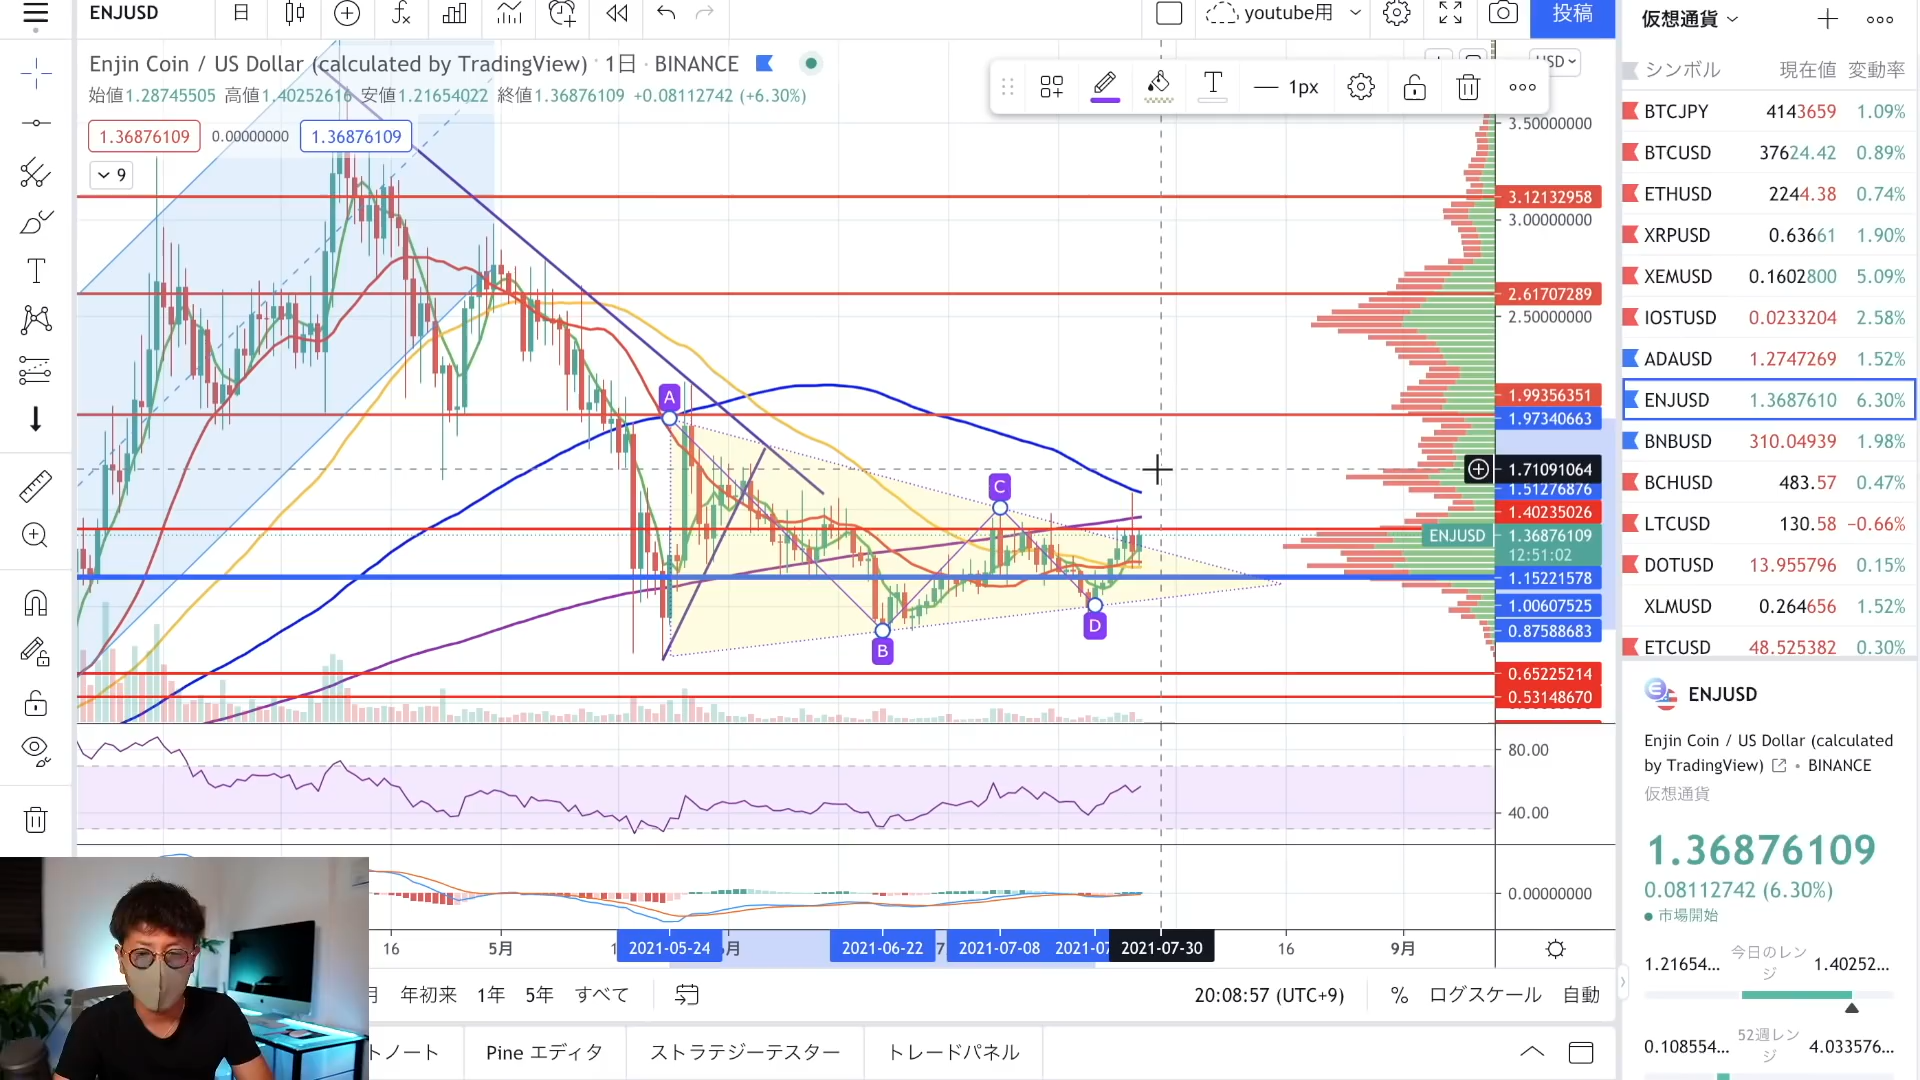 ENJUSD
日
youtube用
投稿
仮想通貨
Enjin Coin / US Dollar (calculated by TradingView) · 1日 · BINANCE
始値1.28745505 高値1.40252616 安値1.21654022 終値1.36876109 +0.08112742 (+6.30%)
1.36876109 0.00000000 1.36876109
9
1px
3.50000000
3.12132958
3.00000000
2.61707289
2.50000000
1.99356351
1.97340663
1.71091064
1.51276876
1.40235026
ENJUSD 1.36876109
12:51:02
1.15221578
1.00607525
0.87588683
0.65225214
0.53148670
A
C
B
D
80.00
40.00
0.00000000
16
5月
2021-05-24
2021-06-22
2021-07-08
2021-07-30
16
9月
年初来 1年 5年 すべて
20:08:57 (UTC+9)
% ログスケール 自動
トノート
Pine エディタ
ストラテジーテスター
トレードパネル
シンボル 現在値 変動率
BTCJPY 4143659 1.09%
BTCUSD 37624.42 0.89%
ETHUSD 2244.38 0.74%
XRPUSD 0.63661 1.90%
XEMUSD 0.1602800 5.09%
IOSTUSD 0.0233204 2.58%
ADAUSD 1.2747269 1.52%
ENJUSD 1.3687610 6.30%
BNBUSD 310.04939 1.98%
BCHUSD 483.57 0.47%
LTCUSD 130.58 −0.66%
DOTUSD 13.955796 0.15%
XLMUSD 0.264656 1.52%
ETCUSD 48.525382 0.30%
ENJUSD
Enjin Coin / US Dollar (calculated
by TradingView) • BINANCE
仮想通貨
1.36876109
0.08112742 (6.30%)
市場開始
1.21654... 今日のレンジ 1.40252...
0.108554... 52週レンジ 4.033576...